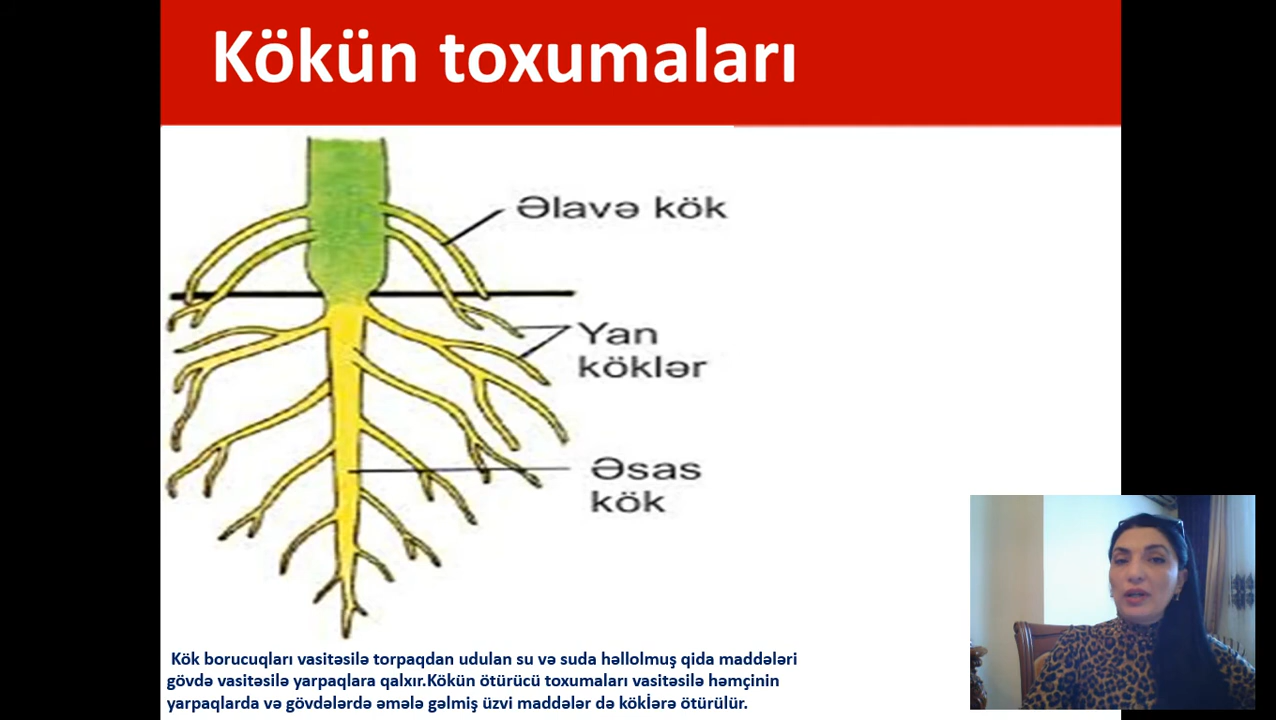 Kökün toxumaları
Əlavə kök
Yan
köklər
Əsas
kök
Kök borucuqları vasitəsilə torpaqdan udulan su və suda həllolmuş qida maddələri
gövdə vasitəsilə yarpaqlara qalxır.Kökün ötürücü toxumaları vasitəsilə həmçinin
yarpaqlarda və gövdələrdə əmələ gəlmiş üzvi maddələr də köklərə ötürülür.